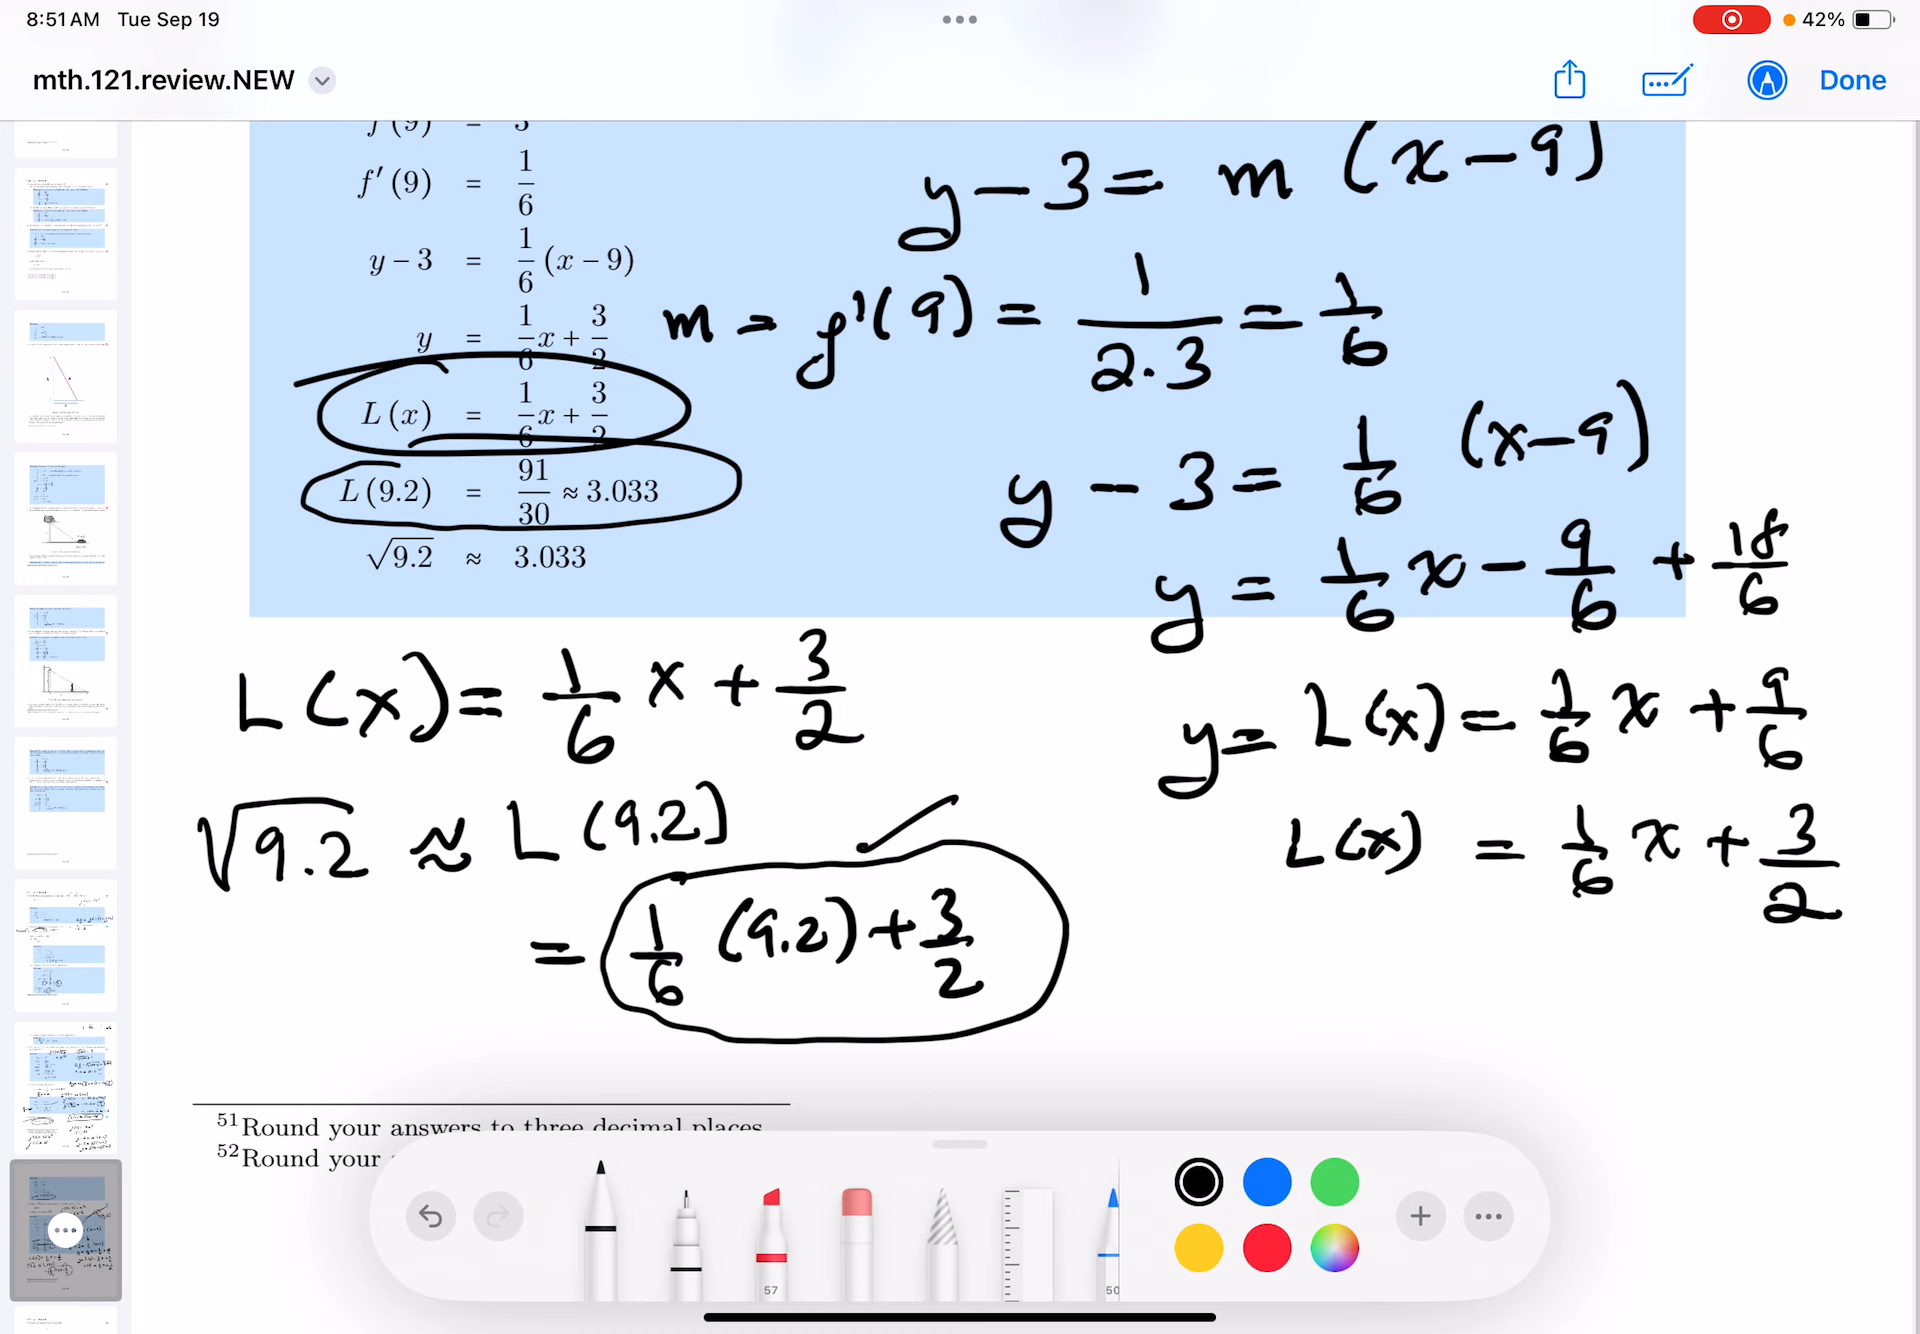 8:51 AM Tue Sep 19
42%
mth.121.review.NEW
Done
f (9) = 3
f′ (9) = 1/6
y − 3 = 1/6 (x − 9)
y = 1/6 x + 3/2
L (x) = 1/6 x + 3/2
L (9.2) = 91/30 ≈ 3.033
√9.2 ≈ 3.033
y − 3 = m (x − 9)
m = f'(9) = 1/(2·3) = 1/6
y − 3 = 1/6 (x − 9)
y = 1/6 x − 9/6 + 18/6
y = L(x) = 1/6 x + 9/6
L(x) = 1/6 x + 3/2
L(x) = 1/6 x + 3/2
√9.2 ≈ L(9.2)
= 1/6 (9.2) + 3/2
51 Round your answers to three decimal places
52 Round your
57
50